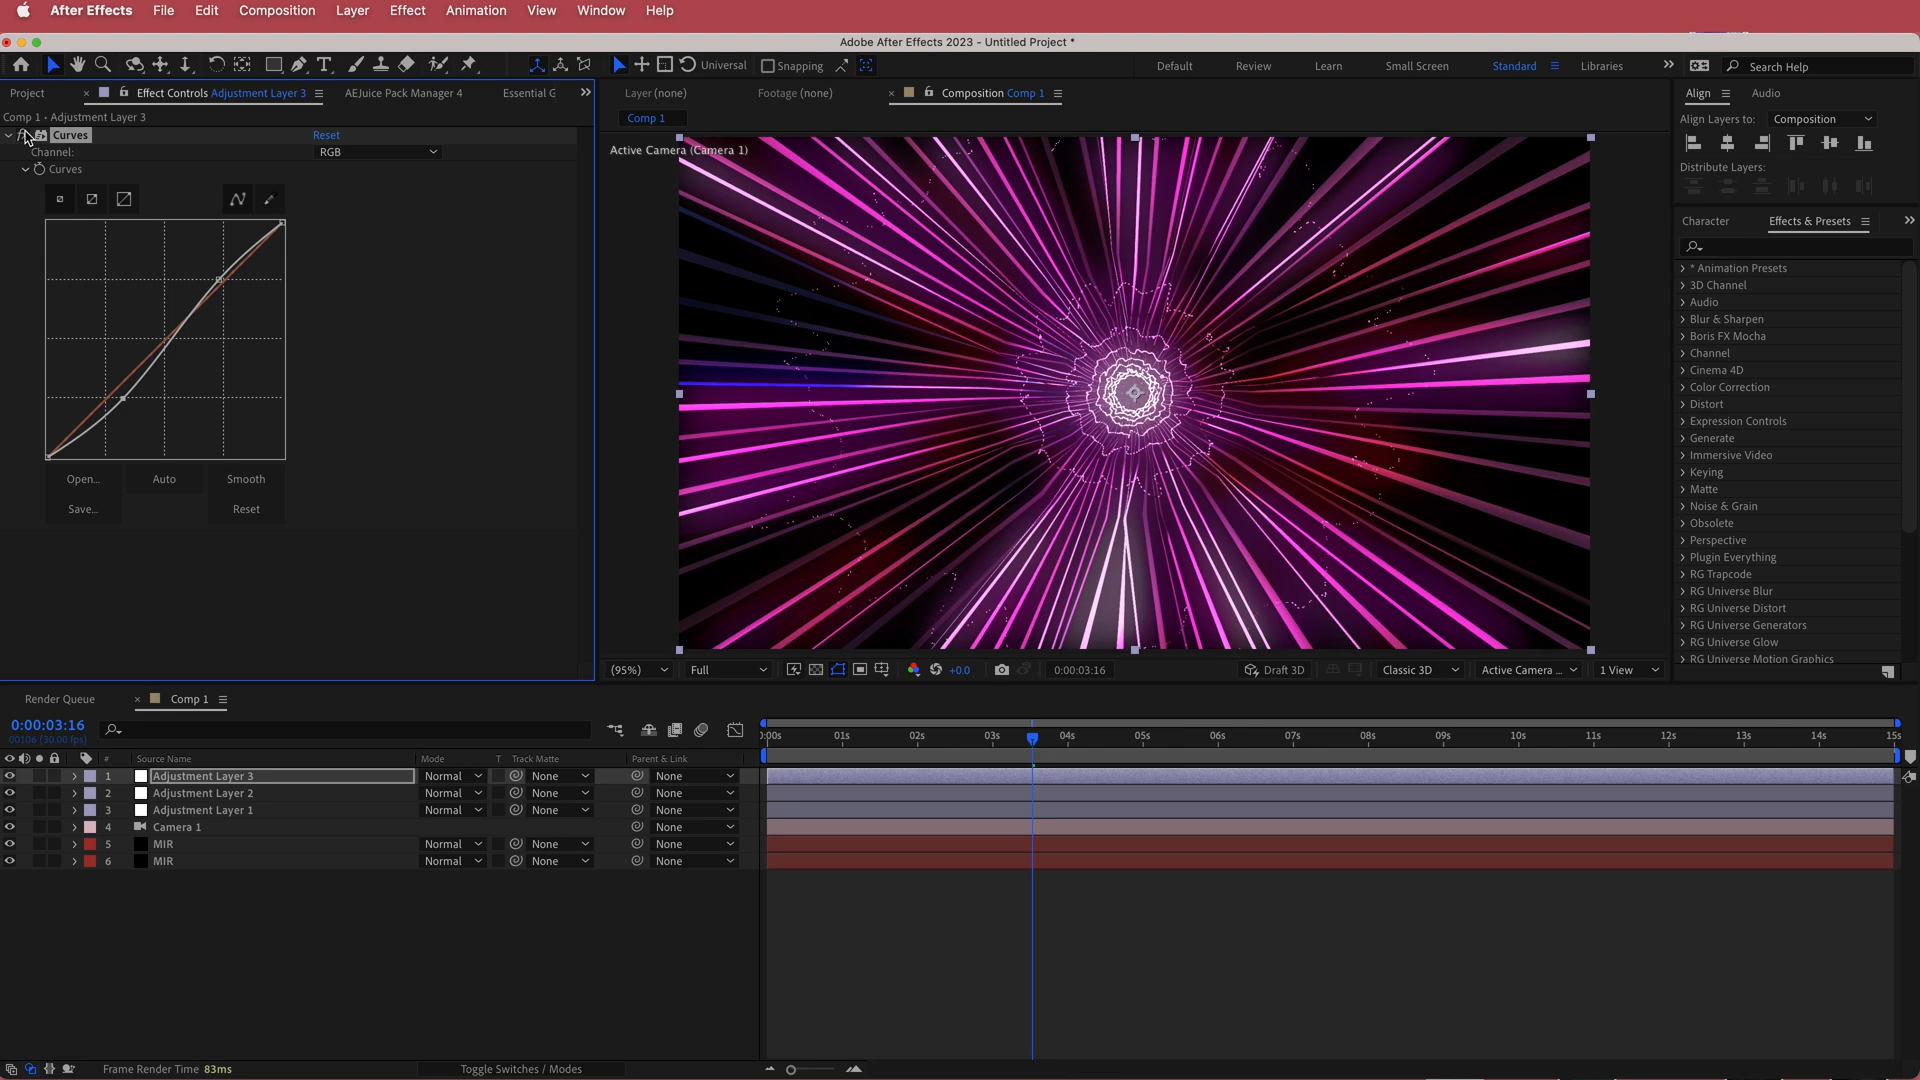 After Effects File Edit Composition Layer Effect Animation View Window Help
Adobe After Effects 2023 - Untitled Project *
Universal Snapping Default Review Learn Small Screen Standard Libraries Search Help
Project × Effect Controls Adjustment Layer 3 AEJuice Pack Manager 4 Essential G
Layer (none) Footage (none) × Composition Comp 1
Align Audio
Comp 1 • Adjustment Layer 3
Comp 1
Align Layers to: Composition
Curves Reset
Channel: RGB
Curves
Active Camera (Camera 1)
Distribute Layers:
Character Effects & Presets
* Animation Presets
3D Channel
Audio
Blur & Sharpen
Boris FX Mocha
Channel
Cinema 4D
Color Correction
Distort
Expression Controls
Generate
Immersive Video
Keying
Matte
Noise & Grain
Obsolete
Perspective
Plugin Everything
RG Trapcode
RG Universe Blur
RG Universe Distort
RG Universe Generators
RG Universe Glow
RG Universe Motion Graphics
Open... Auto Smooth
Save... Reset
(95%) Full +0.0 0:00:03:16 Draft 3D Classic 3D Active Camera ... 1 View
Render Queue × Comp 1
0:00:03:16
00106 (30.00 fps)
:00s 01s 02s 03s 04s 05s 06s 07s 08s 09s 10s 11s 12s 13s 14s 15s
# Source Name Mode T Track Matte Parent & Link
1 Adjustment Layer 3 Normal None None
2 Adjustment Layer 2 Normal None None
3 Adjustment Layer 1 Normal None None
4 Camera 1 None
5 MIR Normal None None
6 MIR Normal None None
Frame Render Time 83ms Toggle Switches / Modes